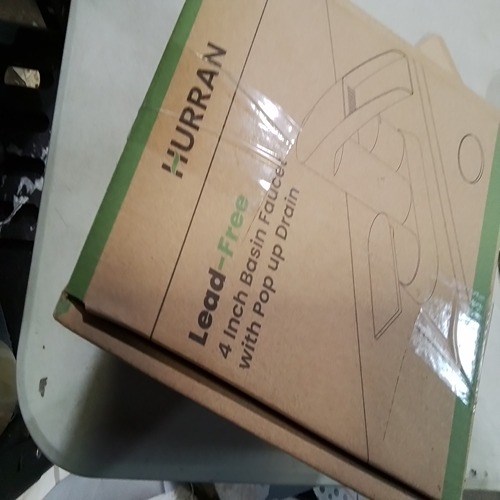 HURRAN
Lead-Free
4 Inch Basin Faucet
with Pop up Drain